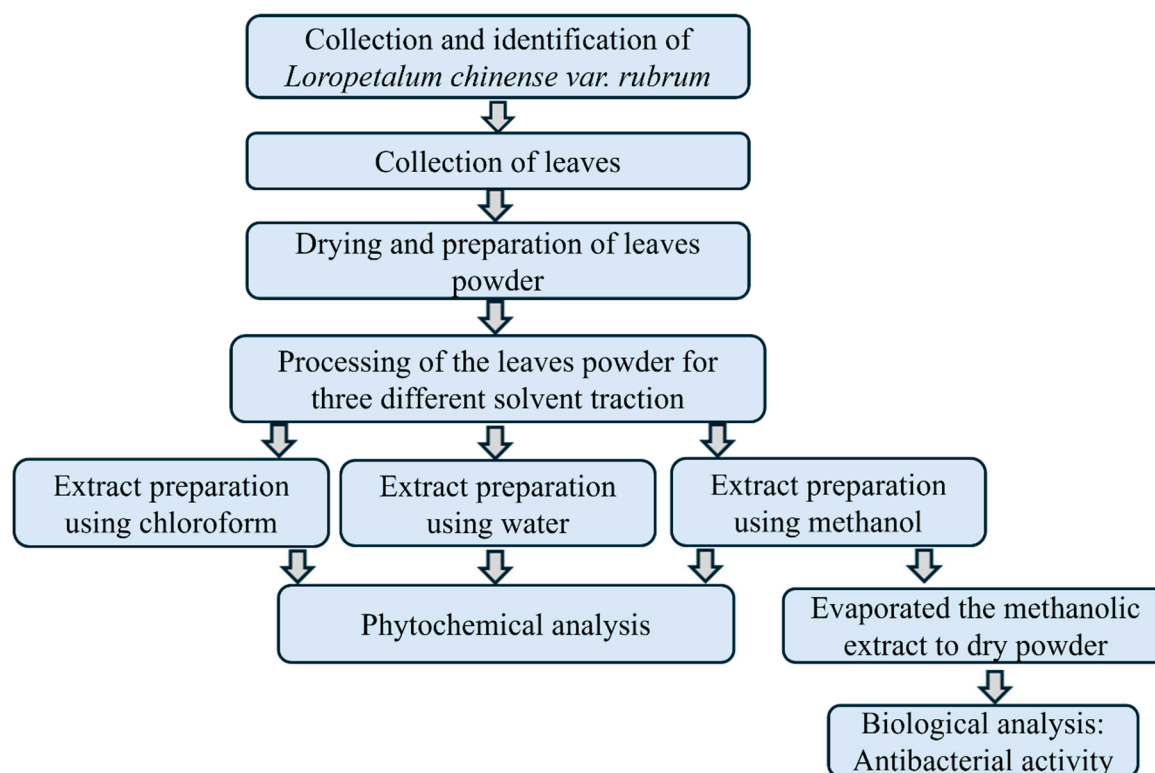 Collection and identification of
Loropetalum chinense var. rubrum
Collection of leaves
Drying and preparation of leaves
powder
Processing of the leaves powder for
three different solvent traction
Extract preparation
using chloroform
Extract preparation
using water
Extract preparation
using methanol
Phytochemical analysis
Evaporated the methanolic
extract to dry powder
Biological analysis:
Antibacterial activity